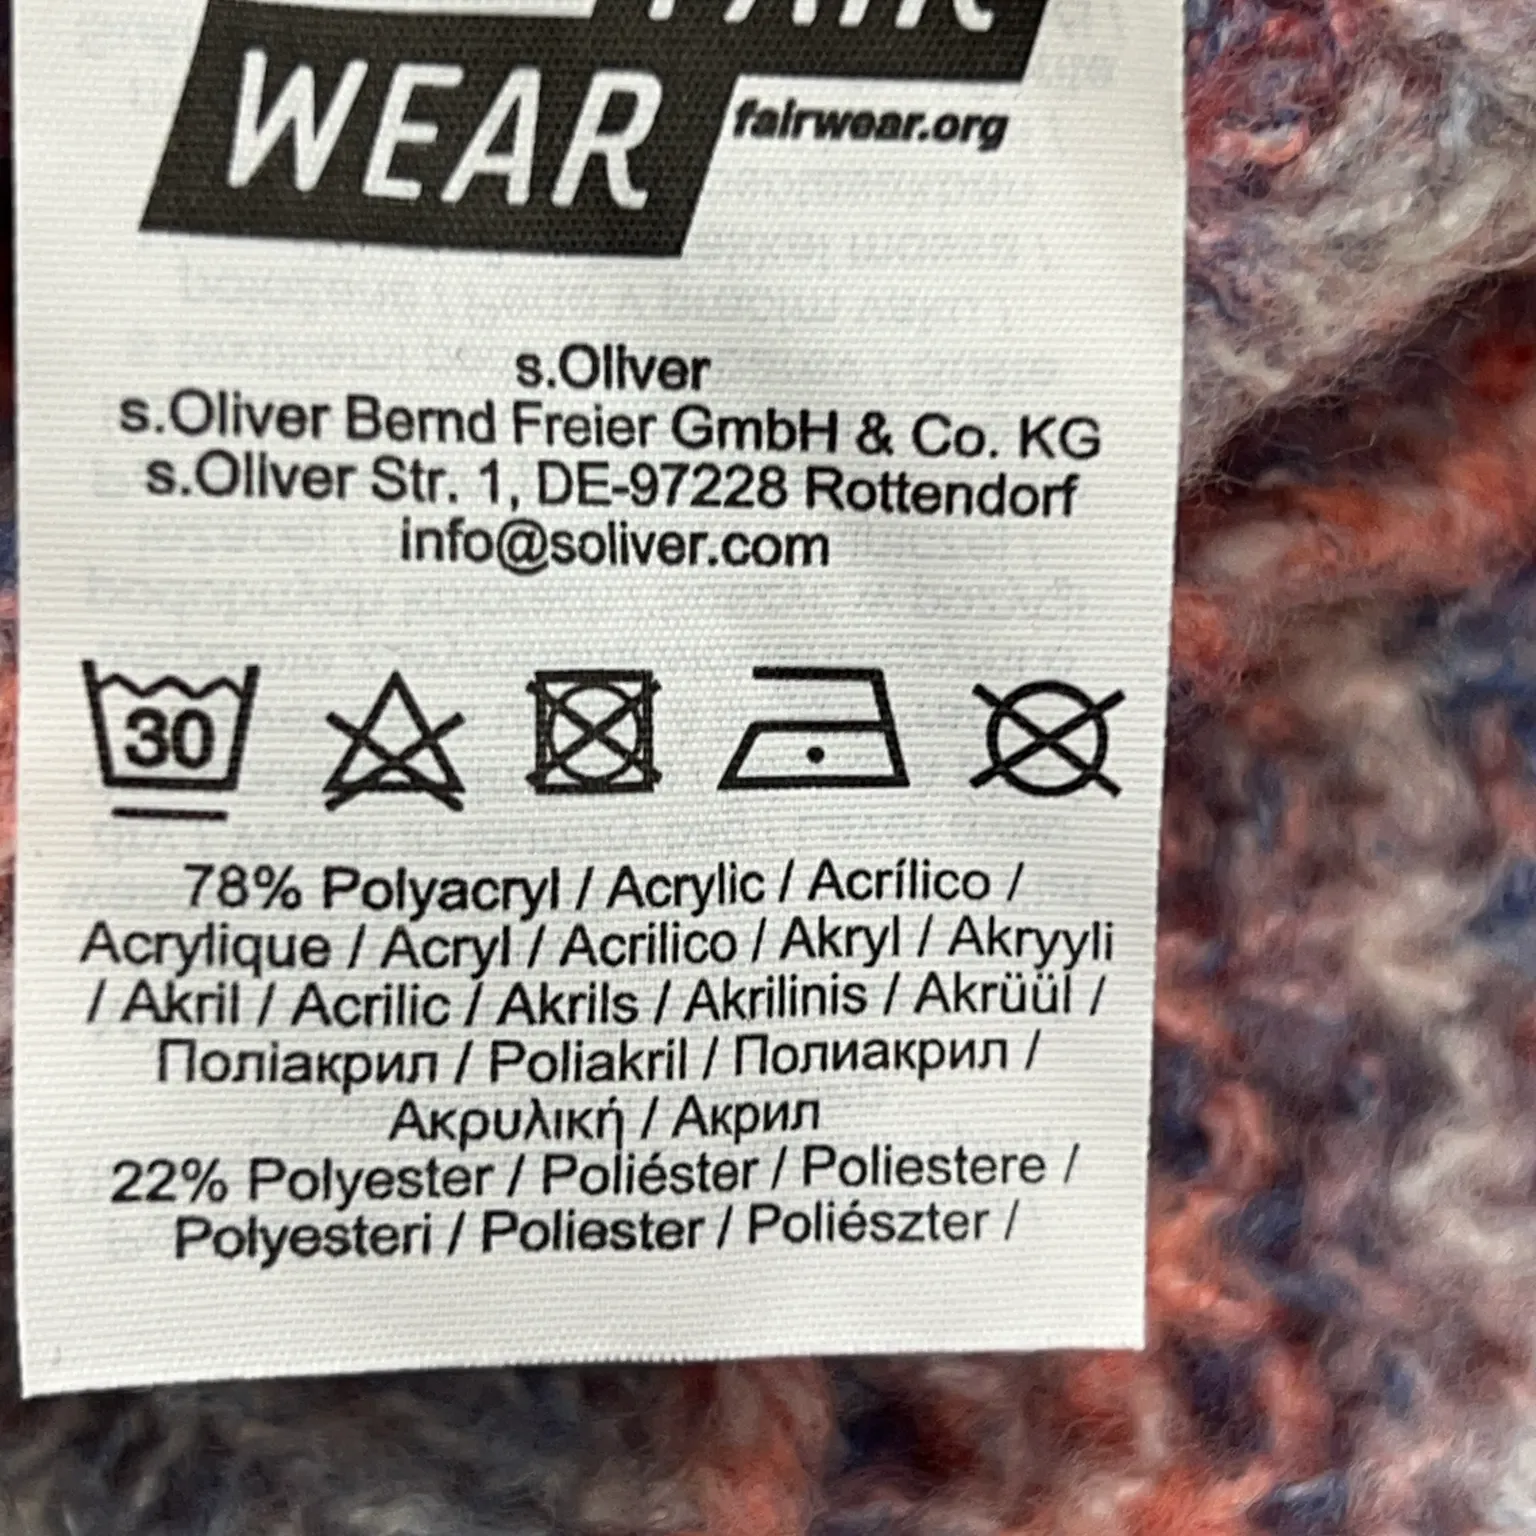 FAIR
WEAR
fairwear.org
s.Oliver
s.Oliver Bernd Freier GmbH & Co. KG
s.Oliver Str. 1, DE-97228 Rottendorf
info@soliver.com
30
78% Polyacryl / Acrylic / Acrílico /
Acrylique / Acryl / Acrilico / Akryl / Akryyli
/ Akril / Acrilic / Akrils / Akrilinis / Akrüül /
Поліакрил / Poliakril / Полиакрил /
Ακρυλική / Акрил
22% Polyester / Poliéster / Poliestere /
Polyesteri / Poliester / Poliészter /